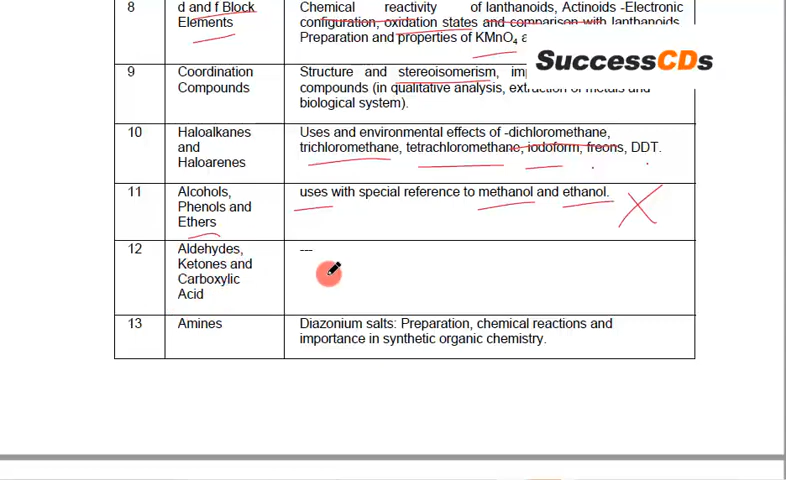 8
d and f Block
Elements
Chemical reactivity of lanthanoids, Actinoids -Electronic
configuration, oxidation states and comparison with lanthanoids.
Preparation and properties of KMnO₄
SuccessCDs
9
Coordination
Compounds
Structure and stereoisomerism,
compounds (in qualitative analysis, extraction of metals and
biological system).
10
Haloalkanes
and
Haloarenes
Uses and environmental effects of -dichloromethane,
trichloromethane, tetrachloromethane, iodoform, freons, DDT.
11
Alcohols,
Phenols and
Ethers
uses with special reference to methanol and ethanol.
12
Aldehydes,
Ketones and
Carboxylic
Acid
---
13
Amines
Diazonium salts: Preparation, chemical reactions and
importance in synthetic organic chemistry.